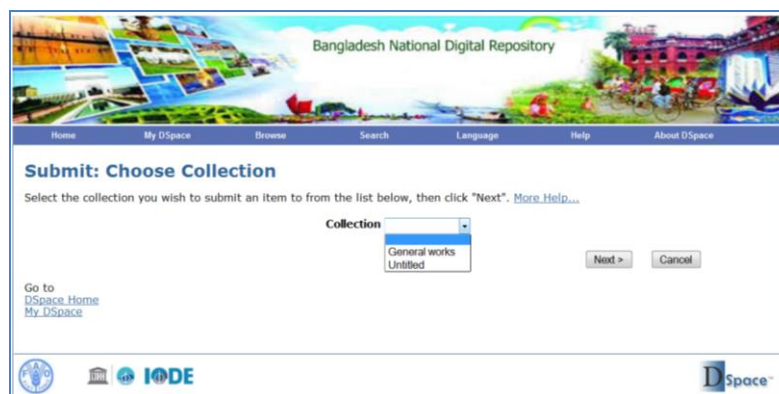 Bangladesh National Digital Repository
Home My DSpace Browse Search Language Help About DSpace
Submit: Choose Collection
Select the collection you wish to submit an item to from the list below, then click "Next". More Help...
Collection
General works
Untitled
Next > Cancel
Go to
DSpace Home
My DSpace
FAO IODE DSpace™